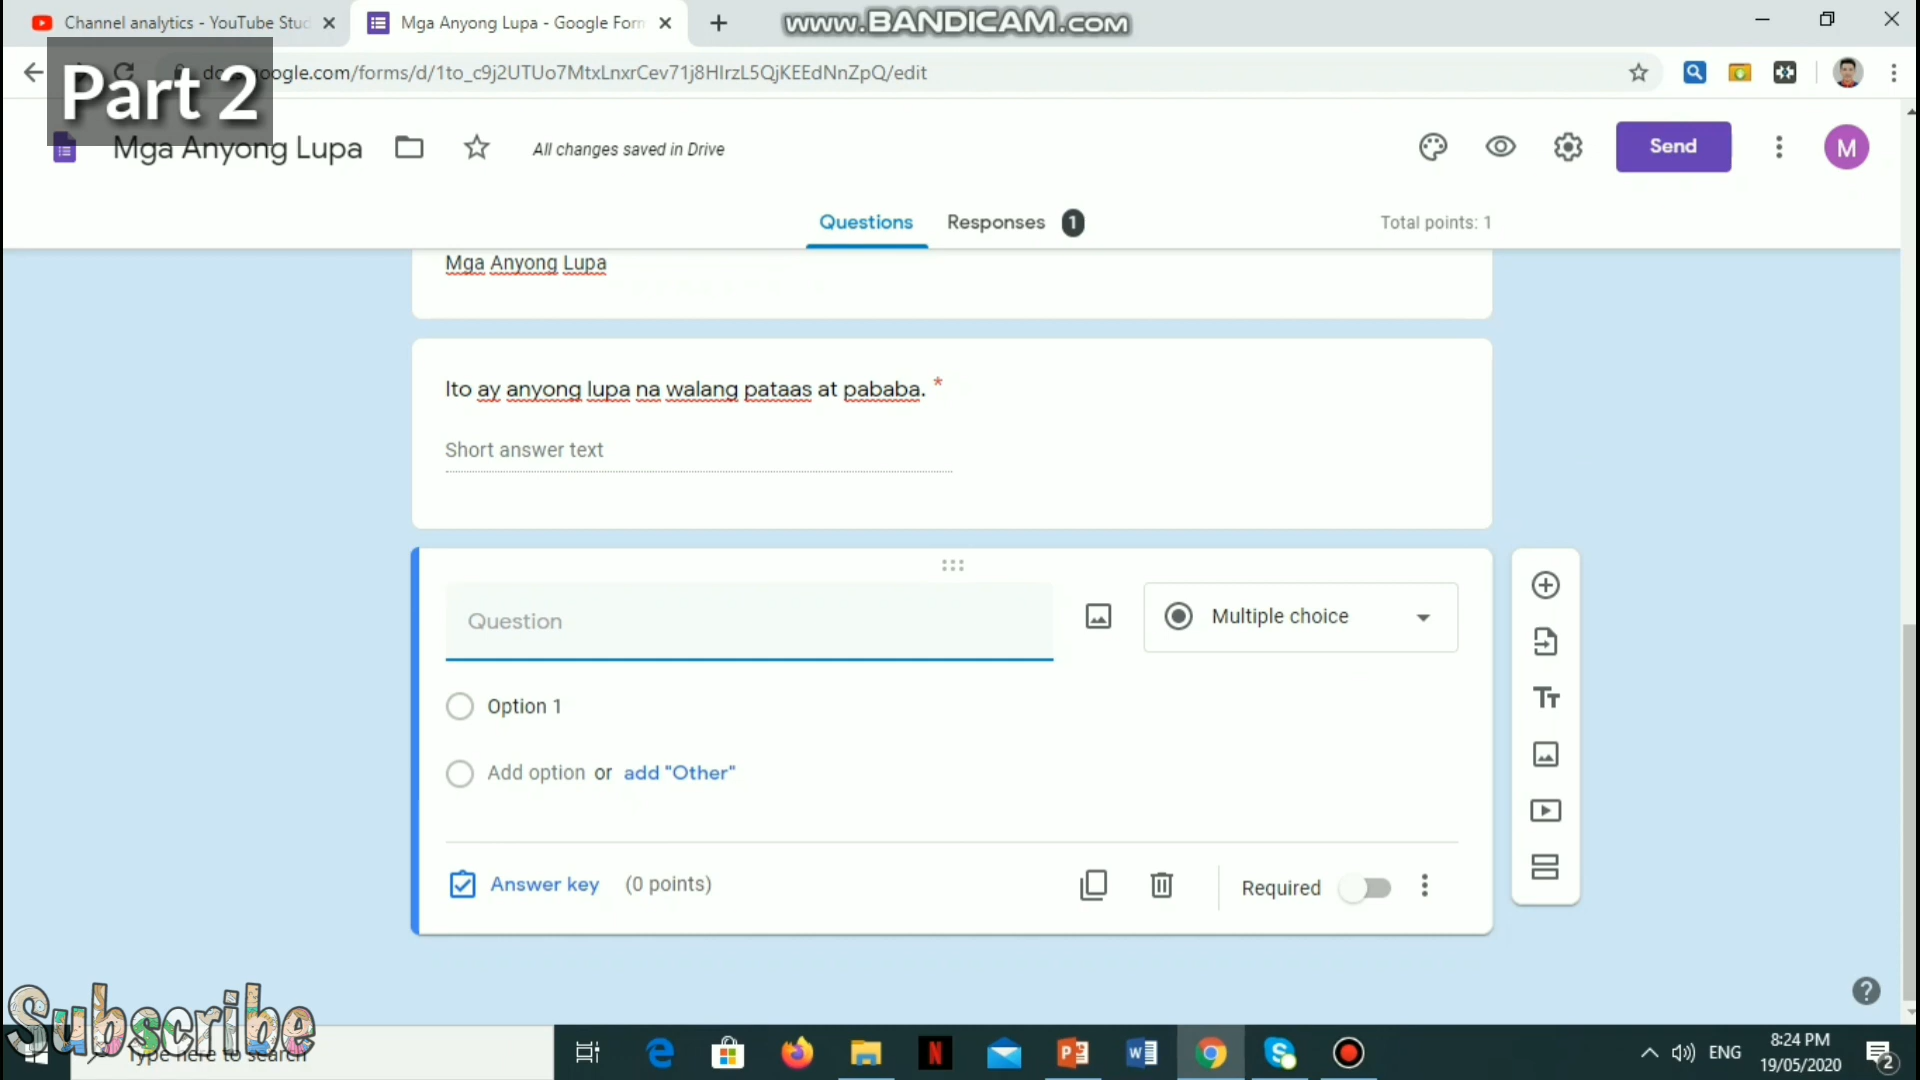 Channel analytics - YouTube Stud
Mga Anyong Lupa - Google Form
www.BANDICAM.com
Part 2
oogle.com/forms/d/1to_c9j2UTUo7MtxLnxrCev71j8HIrzL5QjKEEdNnZpQ/edit
Mga Anyong Lupa
All changes saved in Drive
Send
M
Questions
Responses 1
Total points: 1
Mga Anyong Lupa
Ito ay anyong lupa na walang pataas at pababa. *
Short answer text
Question
Multiple choice
Option 1
Add option or add "Other"
Answer key (0 points)
Required
Subscribe
Type here to search
ENG
8:24 PM
19/05/2020
2